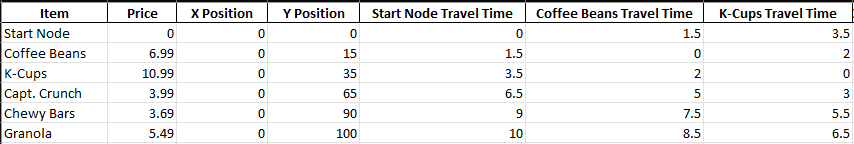 Item Price X Position Y Position Start Node Travel Time Coffee Beans Travel Time K-Cups Travel Time
Start Node 0 0 0 0 1.5 3.5
Coffee Beans 6.99 0 15 1.5 0 2
K-Cups 10.99 0 35 3.5 2 0
Capt. Crunch 3.99 0 65 6.5 5 3
Chewy Bars 3.69 0 90 9 7.5 5.5
Granola 5.49 0 100 10 8.5 6.5